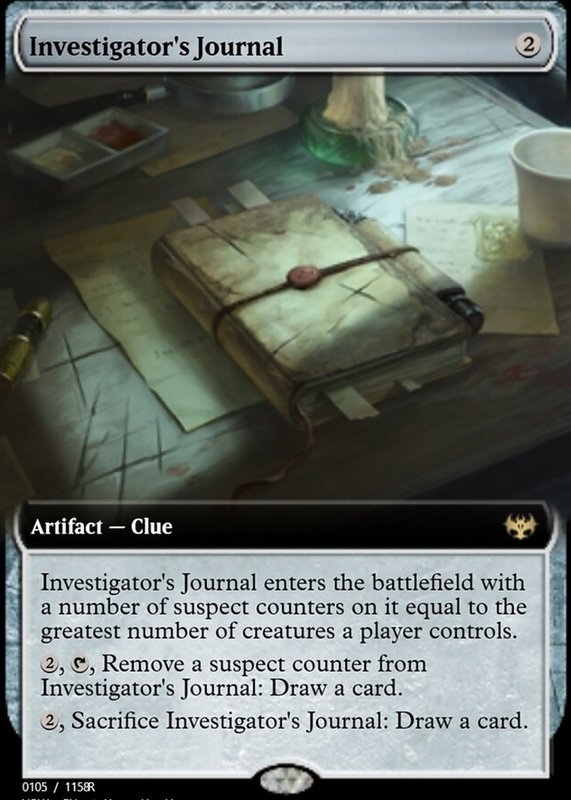 Investigator's Journal 2
Artifact — Clue
Investigator's Journal enters the battlefield with
a number of suspect counters on it equal to the
greatest number of creatures a player controls.
2, , Remove a suspect counter from
Investigator's Journal: Draw a card.
2, Sacrifice Investigator's Journal: Draw a card.
0105 / 1158R